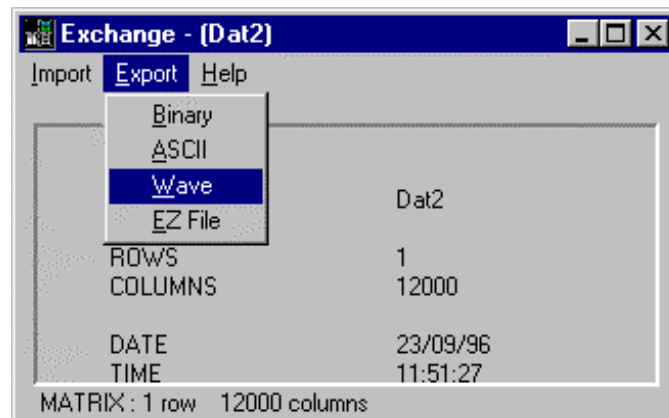 Exchange - (Dat2)
Import Export Help
Binary
ASCII
Wave
Dat2
EZ File
ROWS 1
COLUMNS 12000
DATE 23/09/96
TIME 11:51:27
MATRIX : 1 row 12000 columns